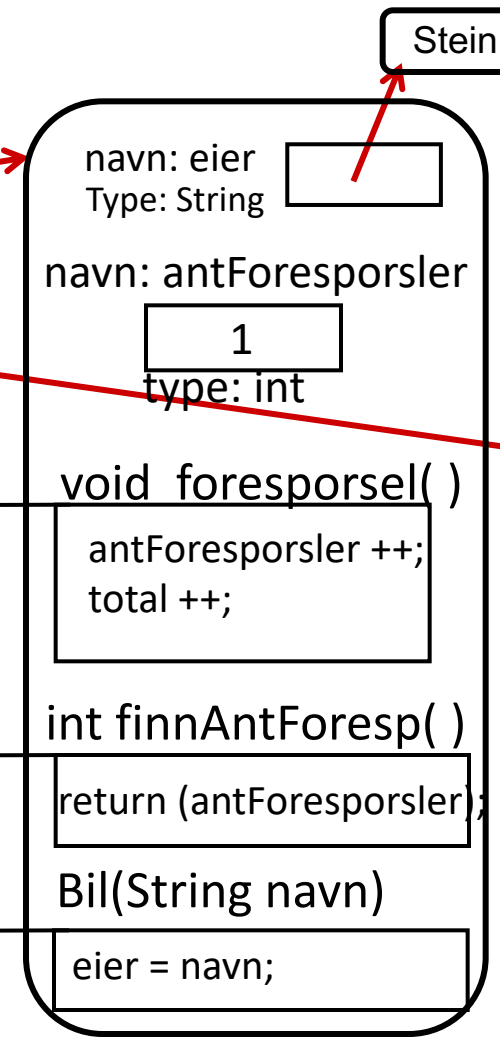 Stein
navn: eier
Type: String
navn: antForesporsler
1
type: int
void foresporsel( )
antForesporsler ++;
total ++;
int finnAntForesp( )
return (antForesporsler);
Bil(String navn)
eier = navn;